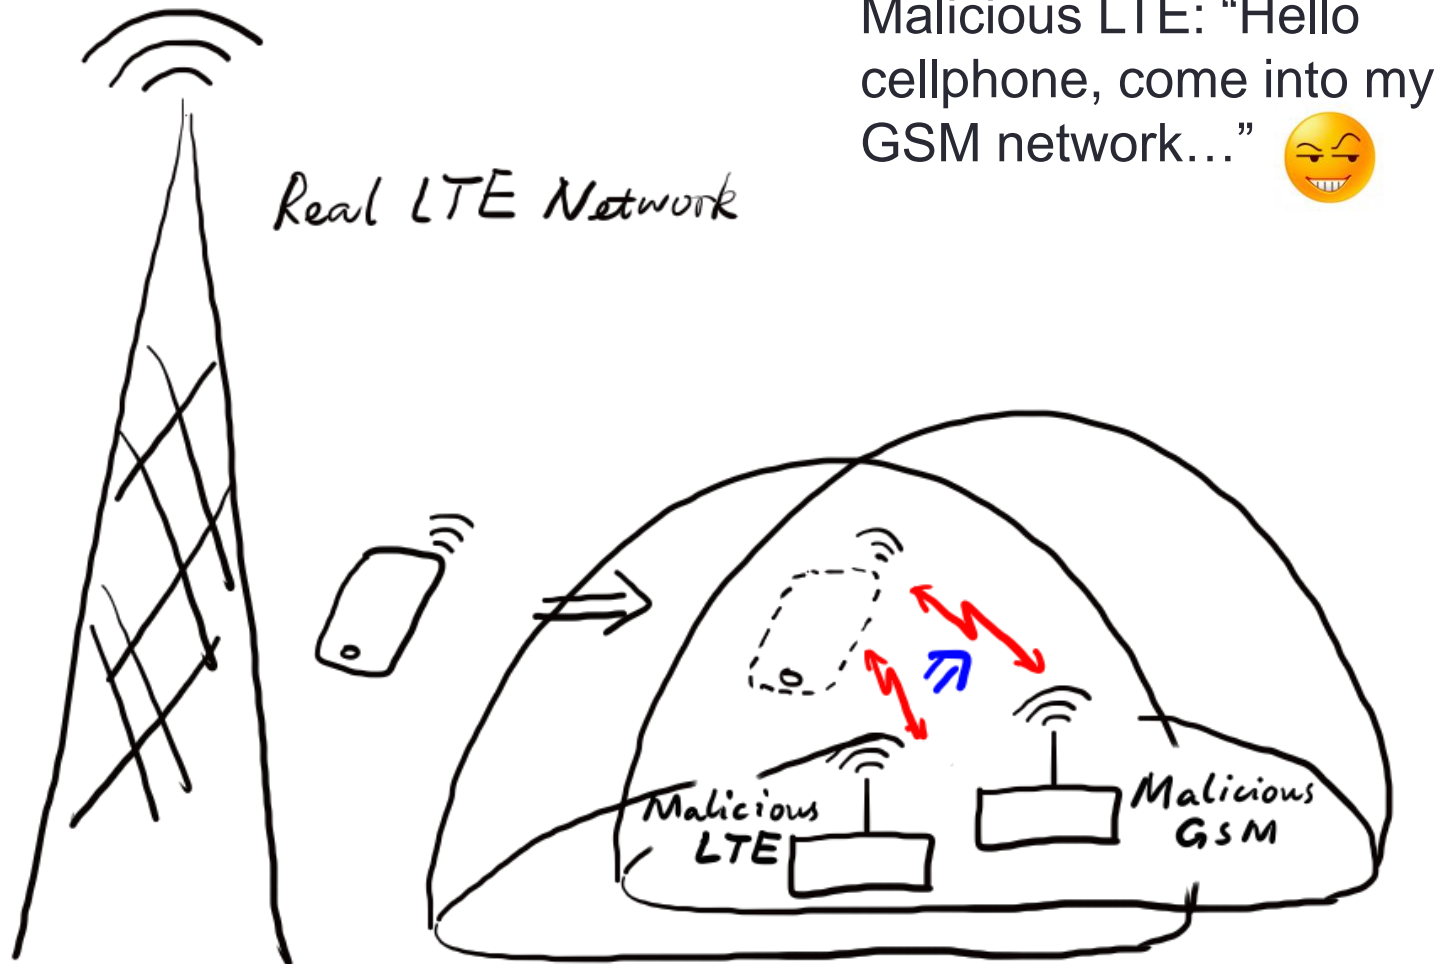 Malicious LTE: “Hello
cellphone, come into my
GSM network…”
Real LTE Network
Malicious
LTE
Malicious
GSM